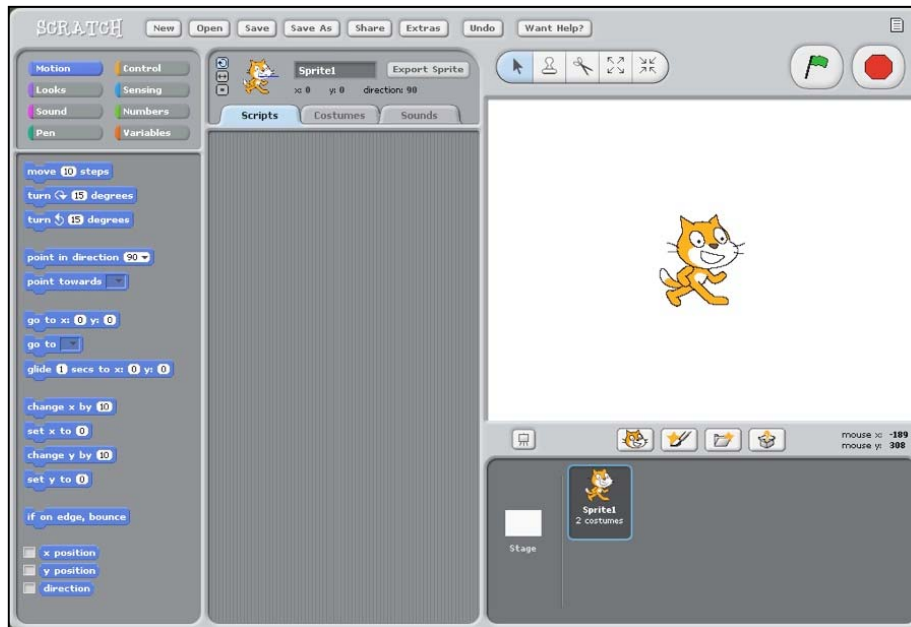 SCRATCH New Open Save Save As Share Extras Undo Want Help?
Motion Control
Looks Sensing
Sound Numbers
Pen Variables
move 10 steps
turn 15 degrees
turn 15 degrees
point in direction 90
point towards
go to x: 0 y: 0
go to
glide 1 secs to x: 0 y: 0
change x by 10
set x to 0
change y by 10
set y to 0
if on edge, bounce
x position
y position
direction
Sprite1 Export Sprite
x: 0 y: 0 direction: 90
Scripts Costumes Sounds
mouse x: -189
mouse y: 308
Stage
Sprite1
2 costumes